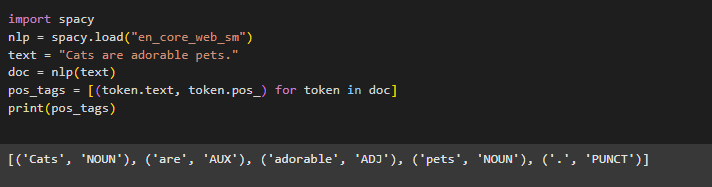 import spacy
nlp = spacy.load("en_core_web_sm")
text = "Cats are adorable pets."
doc = nlp(text)
pos_tags = [(token.text, token.pos_) for token in doc]
print(pos_tags)
[('Cats', 'NOUN'), ('are', 'AUX'), ('adorable', 'ADJ'), ('pets', 'NOUN'), ('.', 'PUNCT')]